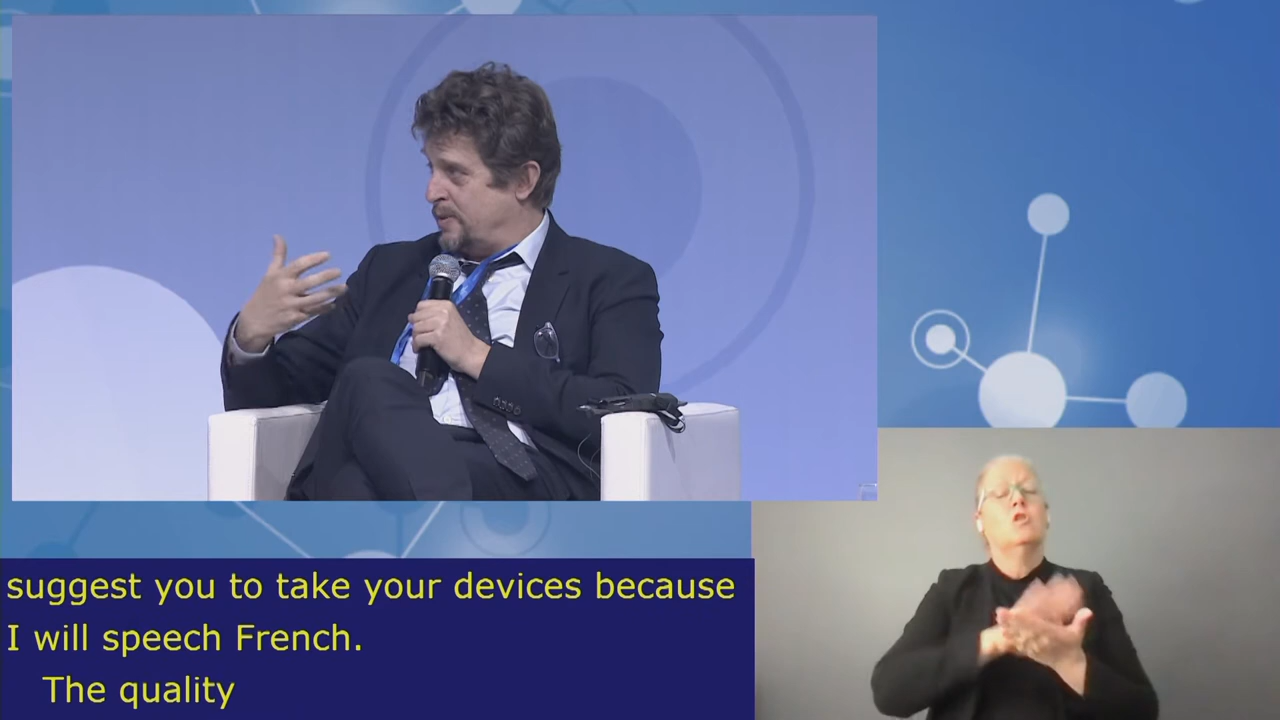 suggest you to take your devices because
I will speech French.
The quality